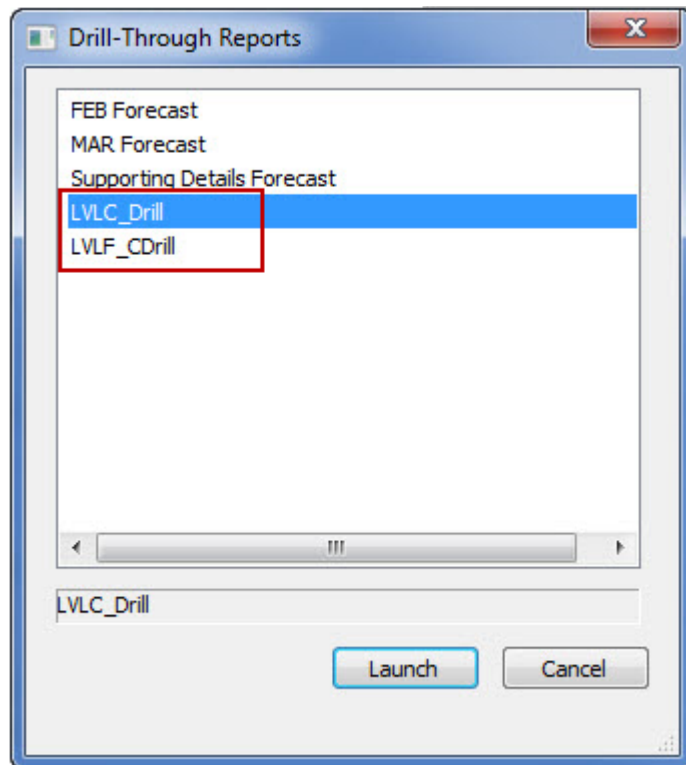 Drill-Through Reports
FEB Forecast
MAR Forecast
Supporting Details Forecast
LVLC_Drill
LVLF_CDrill
LVLC_Drill
Launch Cancel